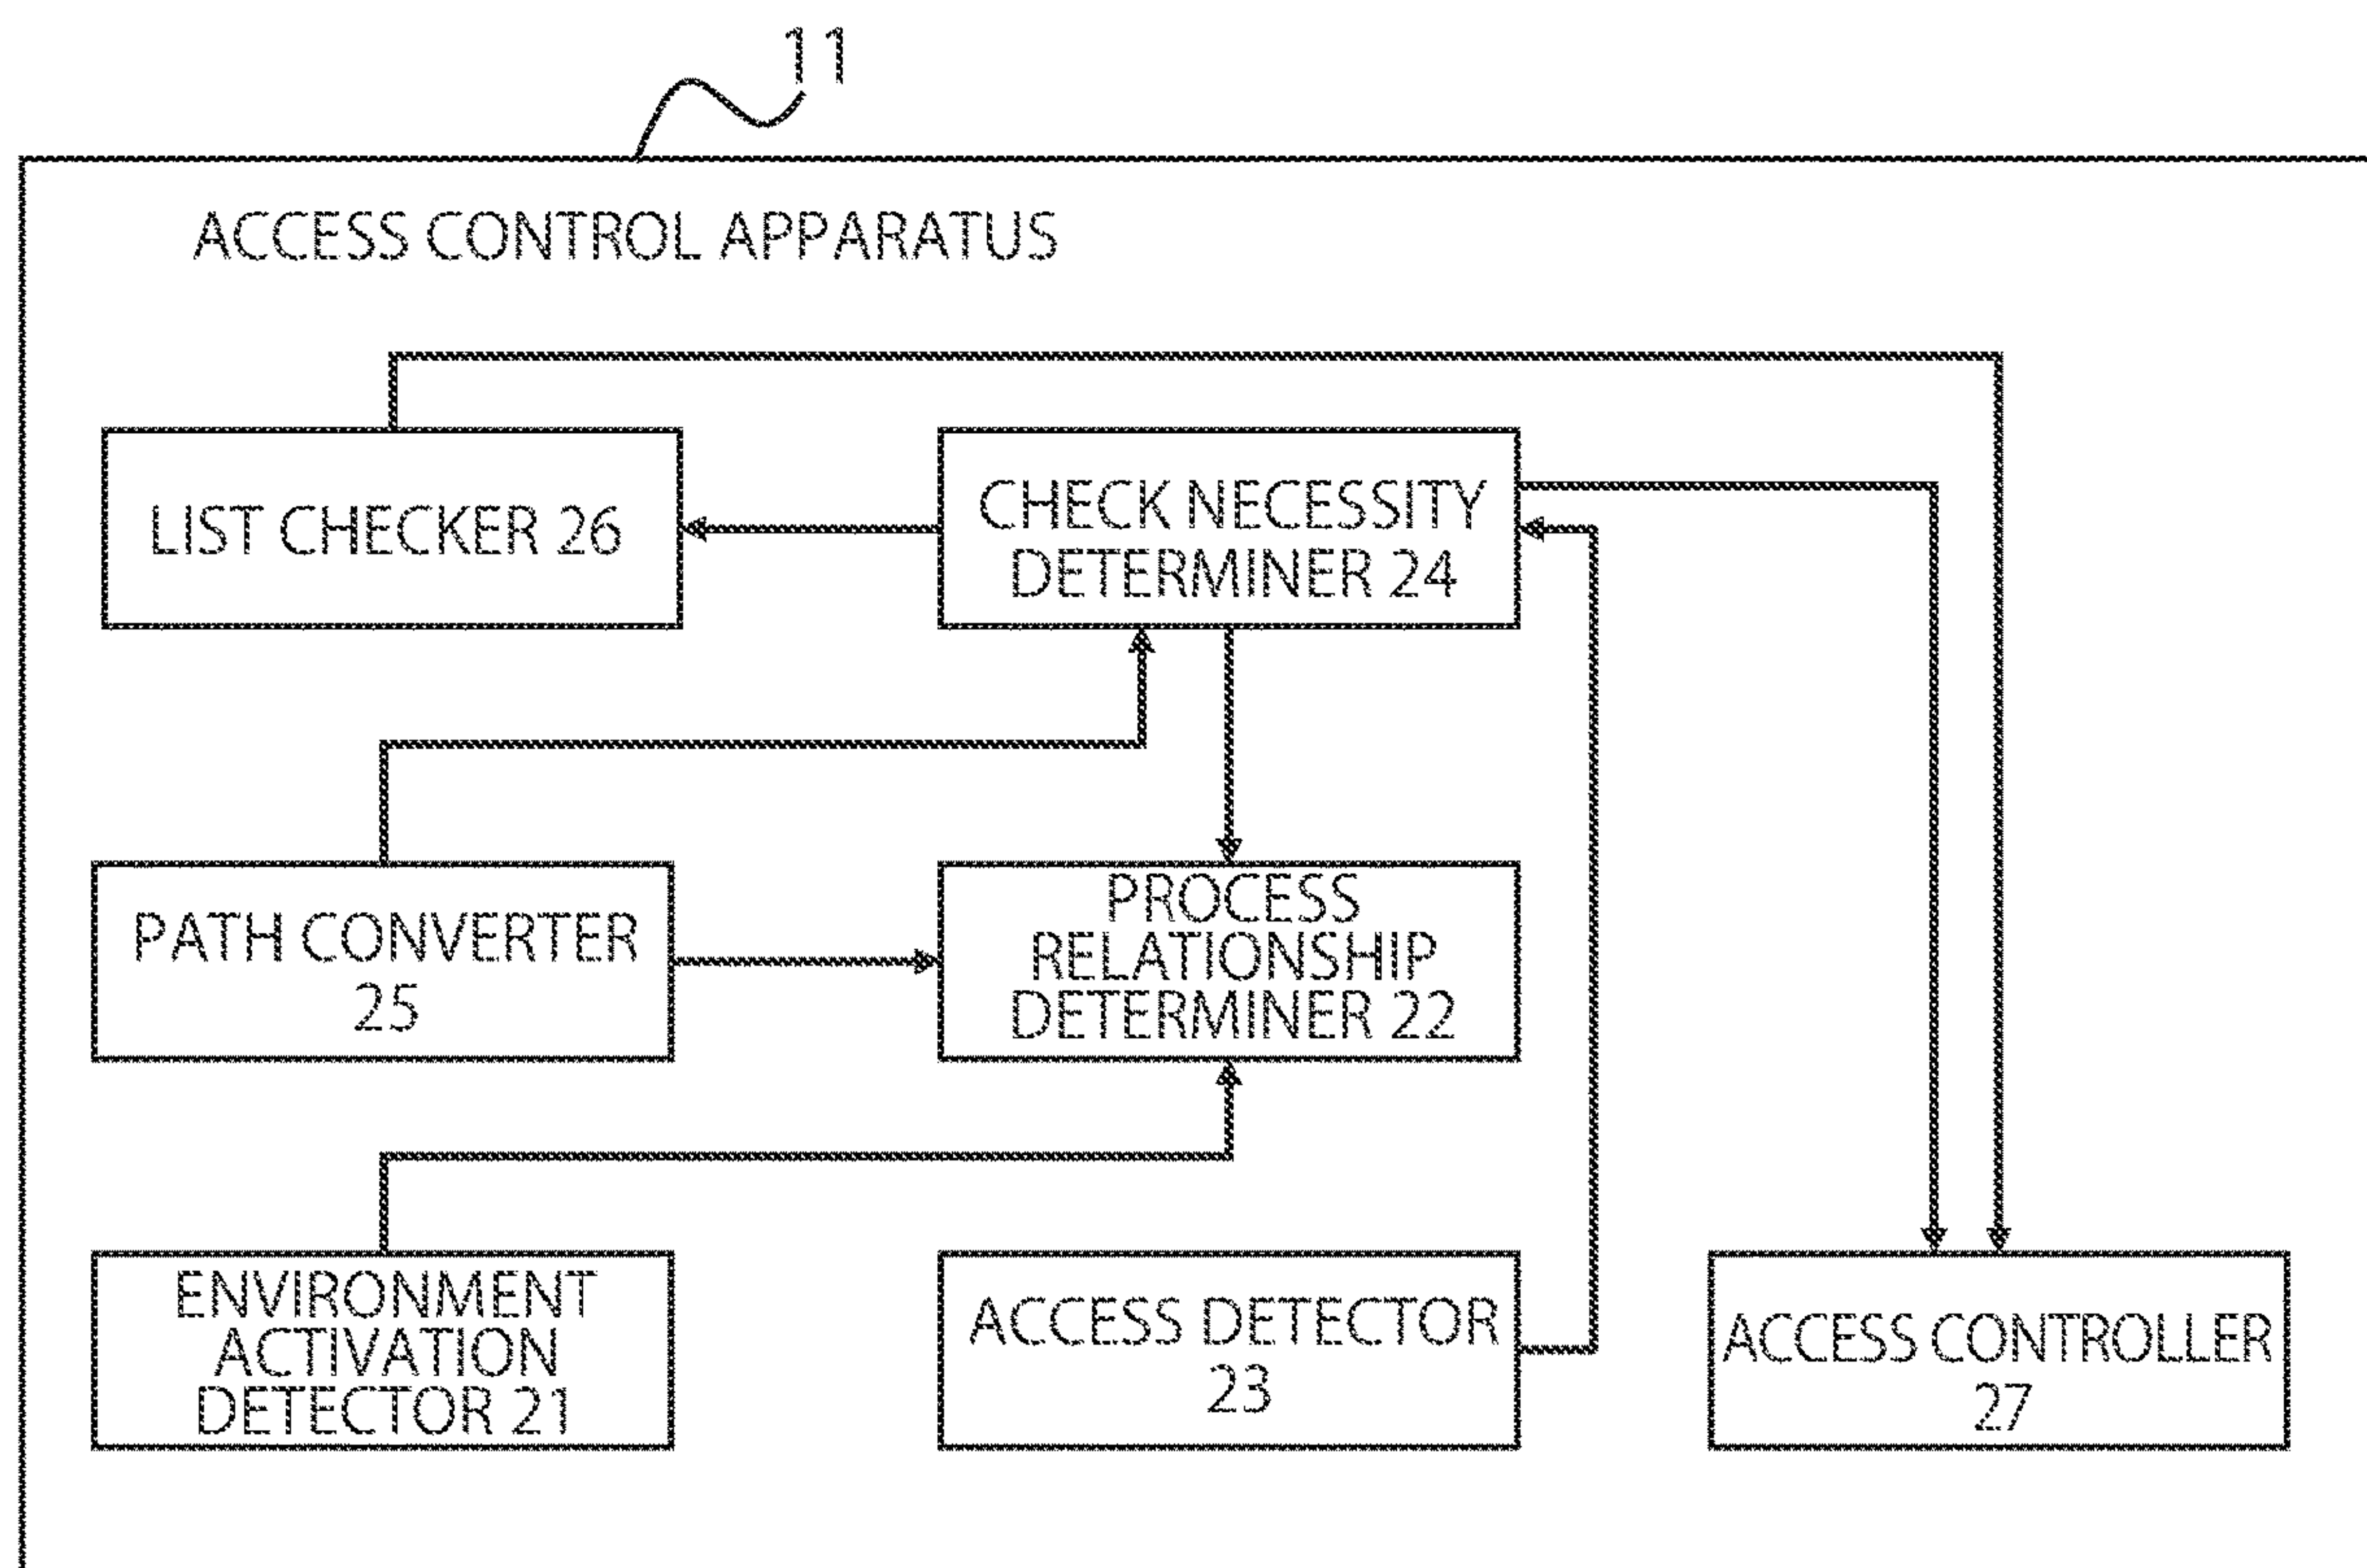 11
ACCESS CONTROL APPARATUS
LIST CHECKER 26
CHECK NECESSITY
DETERMINER 24
PATH CONVERTER
25
PROCESS
RELATIONSHIP
DETERMINER 22
ENVIRONMENT
ACTIVATION
DETECTOR 21
ACCESS DETECTOR
23
ACCESS CONTROLLER
27